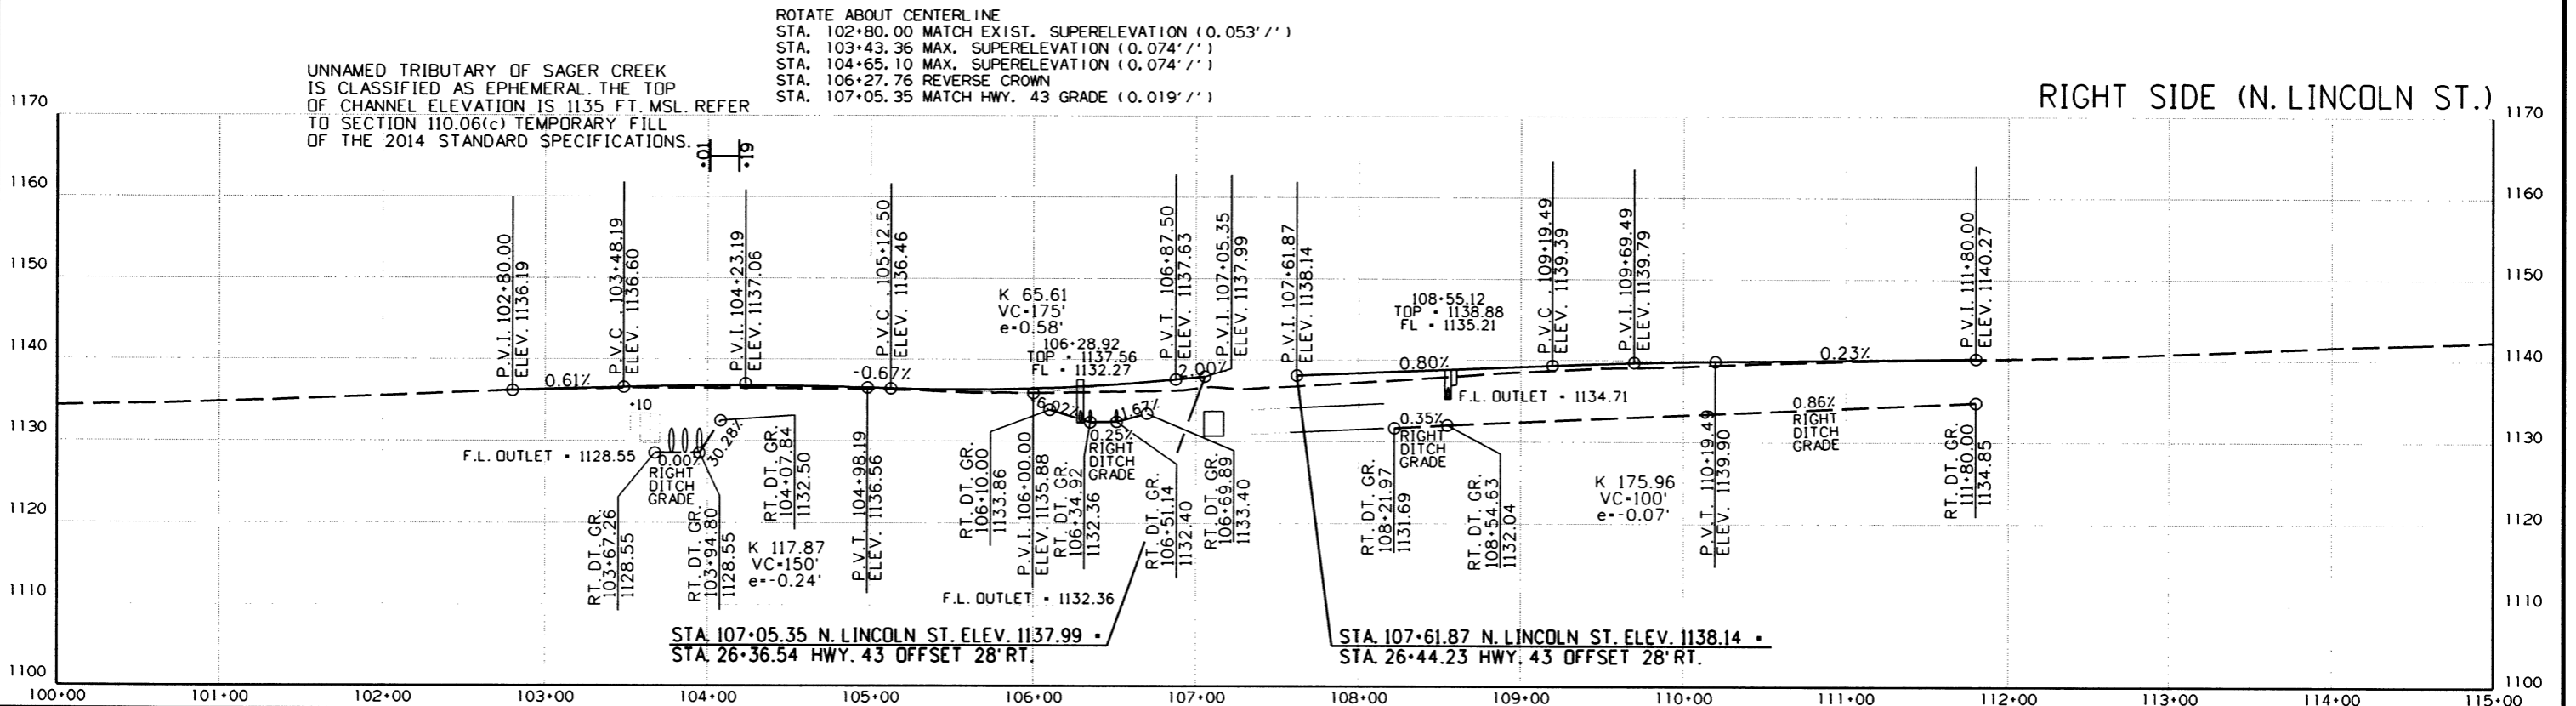 ROTATE ABOUT CENTERLINE
STA. 102+80.00 MATCH EXIST. SUPERELEVATION (0.053'/')
STA. 103+43.36 MAX. SUPERELEVATION (0.074'/')
STA. 104+65.10 MAX. SUPERELEVATION (0.074'/')
STA. 106+27.76 REVERSE CROWN
STA. 107+05.35 MATCH HWY. 43 GRADE (0.019'/')
UNNAMED TRIBUTARY OF SAGER CREEK
IS CLASSIFIED AS EPHEMERAL. THE TOP
OF CHANNEL ELEVATION IS 1135 FT. MSL. REFER
TO SECTION 110.06(c) TEMPORARY FILL
OF THE 2014 STANDARD SPECIFICATIONS.
RIGHT SIDE (N. LINCOLN ST.)
+01
+19
1170
1160
1150
1140
1130
1120
1110
1100
P.V.I. 102+80.00
ELEV. 1136.19
0.61%
P.V.C. 103+48.19
ELEV. 1136.60
P.V.I. 104+23.19
ELEV. 1137.06
-0.67%
P.V.C. 105+12.50
ELEV. 1136.46
K 65.61
VC=175'
e=0.58'
106+28.92
TOP = 1137.56
FL = 1132.27
P.V.T. 106+87.50
ELEV. 1137.63
2.00%
P.V.I. 107+05.35
ELEV. 1137.99
P.V.I. 107+61.87
ELEV. 1138.14
108+55.12
TOP = 1138.88
FL = 1135.21
0.80%
P.V.C. 109+19.49
ELEV. 1139.39
P.V.I. 109+69.49
ELEV. 1139.79
0.23%
P.V.I. 111+80.00
ELEV. 1140.27
+10
F.L. OUTLET = 1128.55
0.00%
RIGHT
DITCH
GRADE
30.28%
RT. DT. GR.
103+67.26
1128.55
RT. DT. GR.
103+94.80
1128.55
RT. DT. GR.
104+07.84
1132.50
K 117.87
VC=150'
e=-0.24'
P.V.T. 104+98.19
ELEV. 1136.56
RT. DT. GR.
106+10.00
1133.86
P.V.I. 106+00.00
ELEV. 1135.88
6.02%
RT. DT. GR.
106+34.92
1132.36
0.25%
RIGHT
DITCH
GRADE
1.67%
RT. DT. GR.
106+51.14
1132.40
RT. DT. GR.
106+69.89
1133.40
F.L. OUTLET = 1132.36
STA. 107+05.35 N. LINCOLN ST. ELEV. 1137.99 =
STA. 26+36.54 HWY. 43 OFFSET 28' RT.
F.L. OUTLET = 1134.71
0.35%
RIGHT
DITCH
GRADE
RT. DT. GR.
108+21.97
1131.69
RT. DT. GR.
108+54.63
1132.04
K 175.96
VC=100'
e=-0.07'
P.V.T. 110+19.49
ELEV. 1139.90
0.86%
RIGHT
DITCH
GRADE
RT. DT. GR.
111+80.00
1134.85
STA. 107+61.87 N. LINCOLN ST. ELEV. 1138.14 =
STA. 26+44.23 HWY. 43 OFFSET 28' RT.
1170
1160
1150
1140
1130
1120
1110
1100
100+00 101+00 102+00 103+00 104+00 105+00 106+00 107+00 108+00 109+00 110+00 111+00 112+00 113+00 114+00 115+00